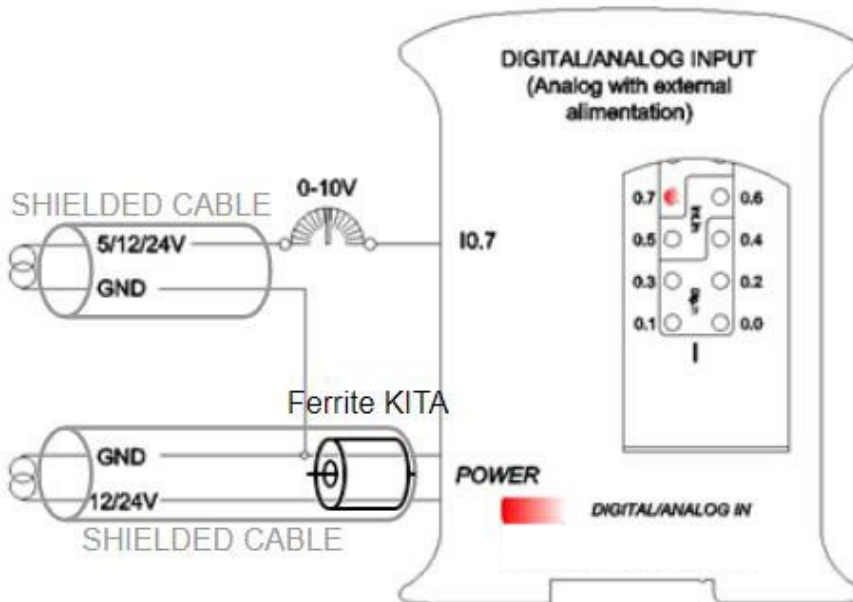 DIGITAL/ANALOG INPUT
(Analog with external
alimentation)
0-10V
SHIELDED CABLE
5/12/24V
I0.7
GND
0.7
0.6
0.5
0.4
0.3
0.2
0.1
0.0
I
Ferrite KITA
GND
POWER
12/24V
DIGITAL/ANALOG IN
SHIELDED CABLE